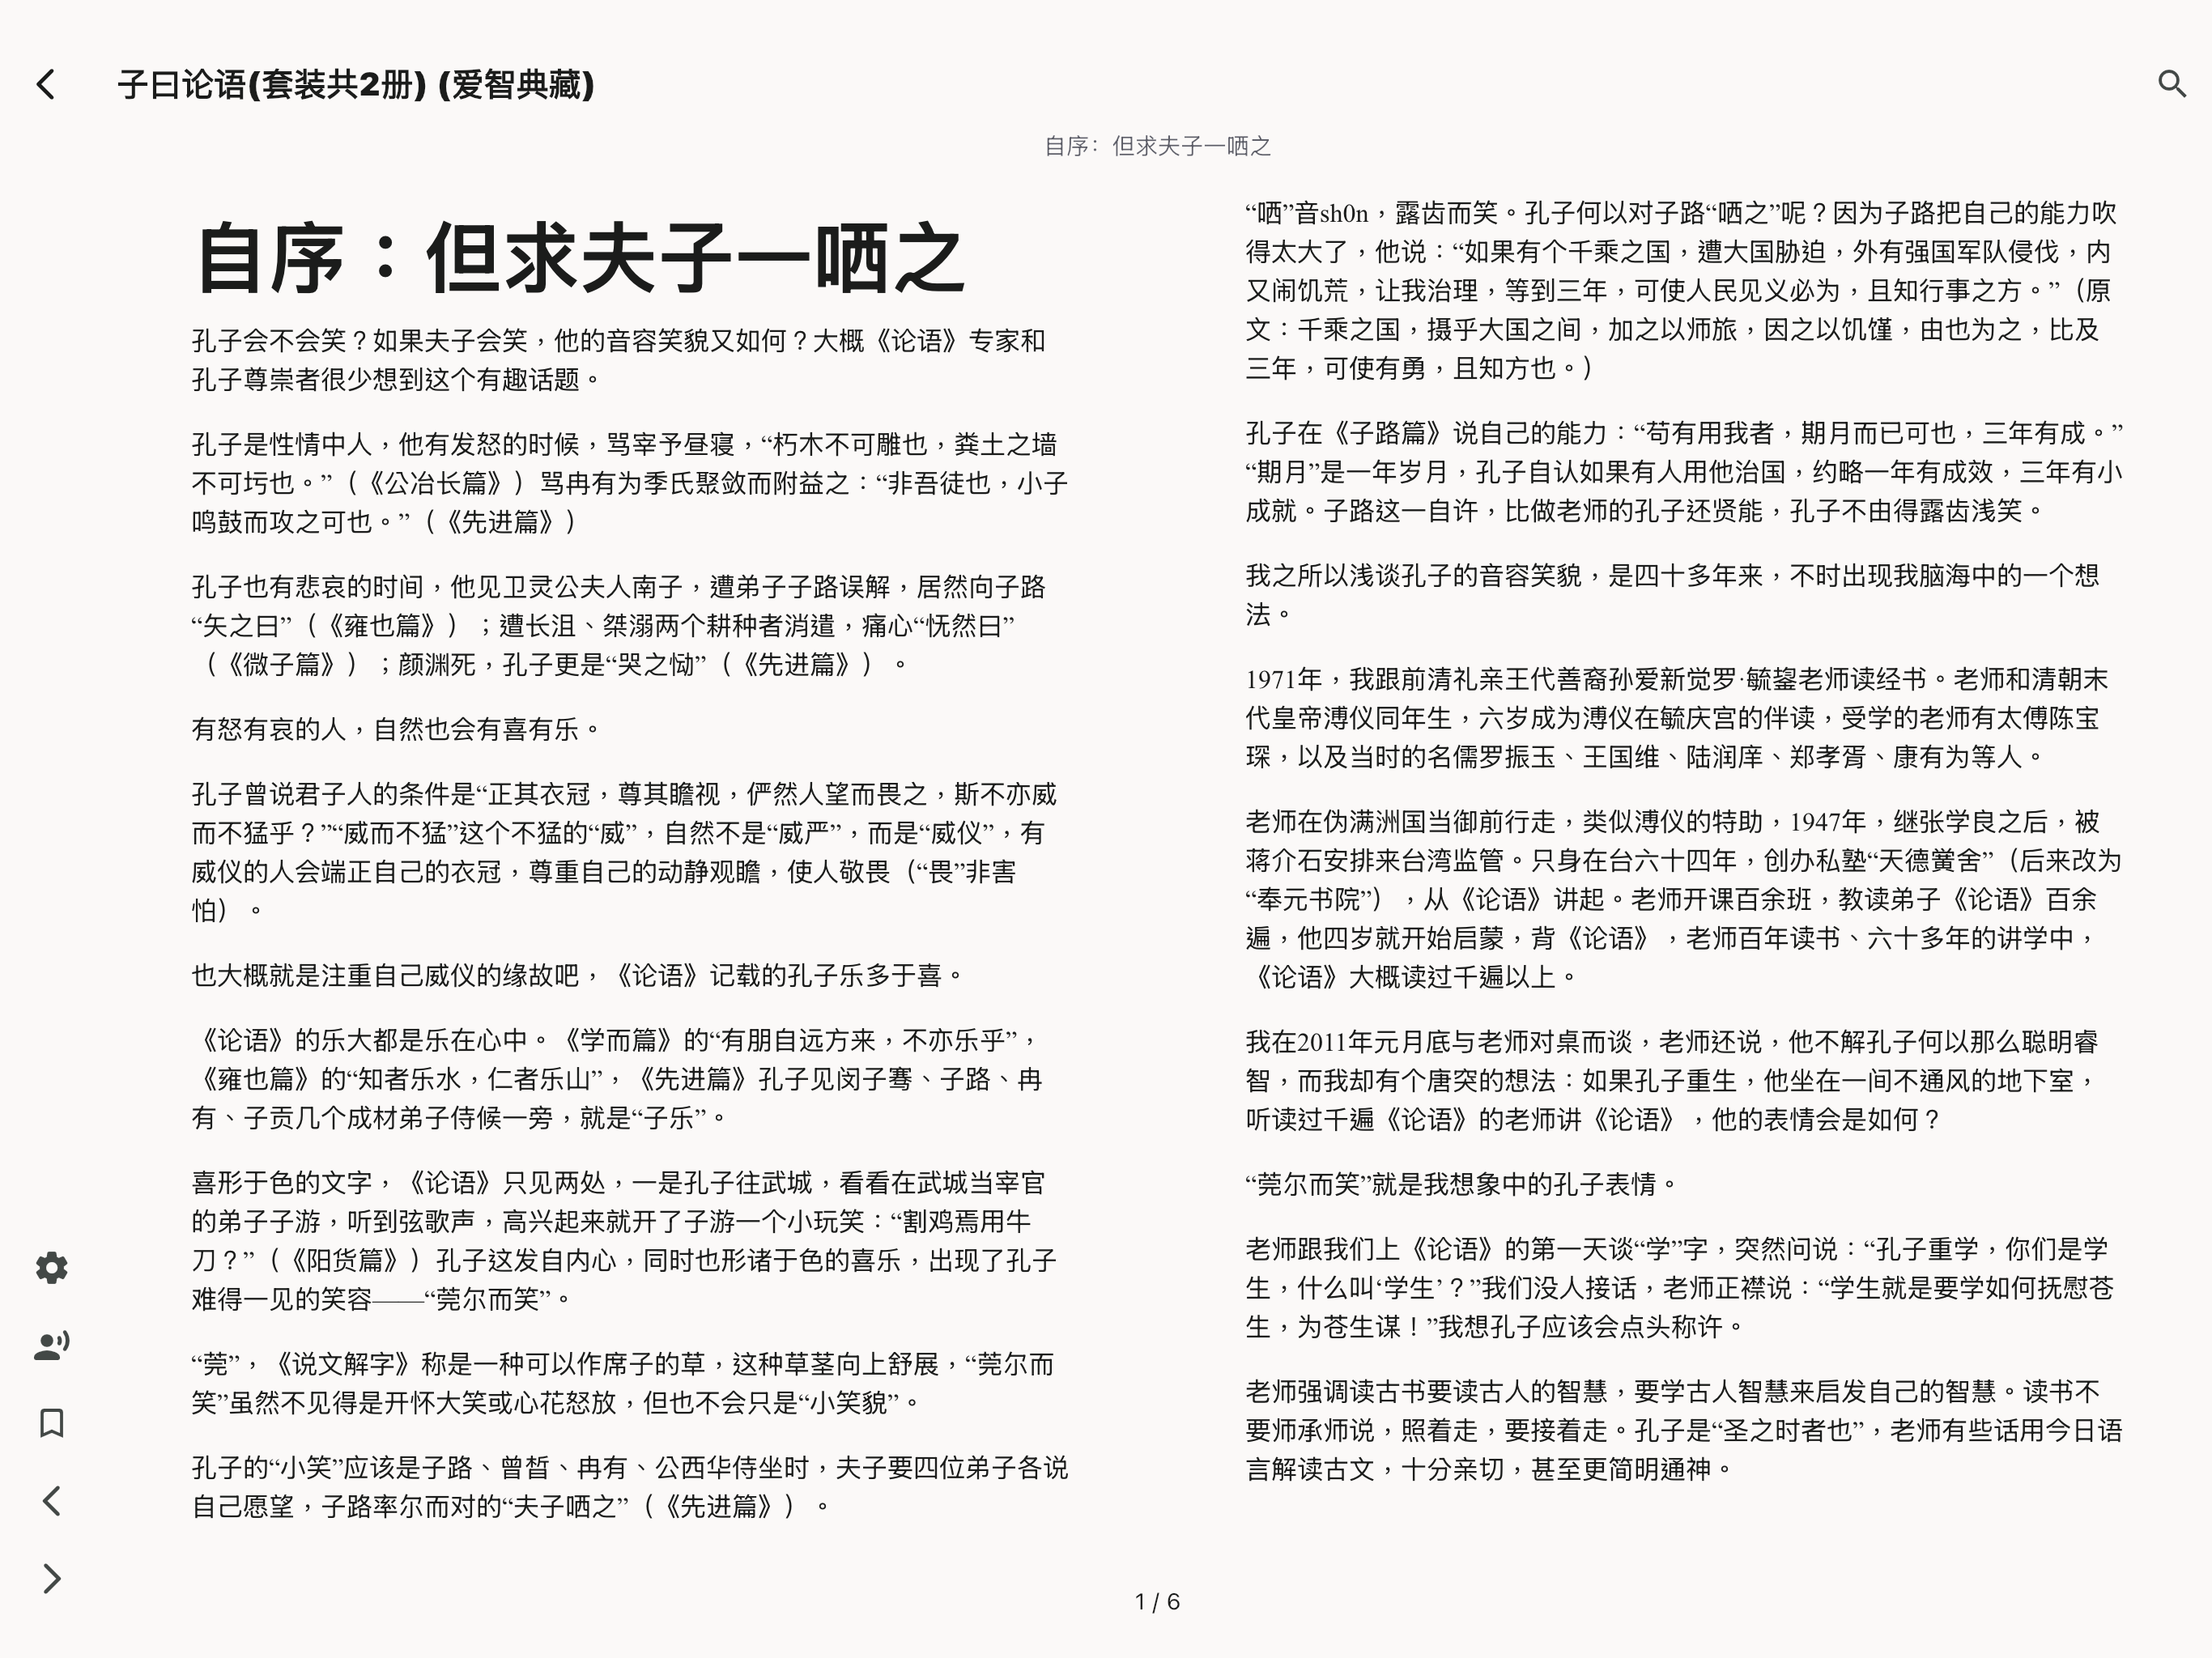 子曰论语(套装共2册) (爱智典藏)
自序：但求夫子一哂之
自序：但求夫子一哂之
孔子会不会笑？如果夫子会笑，他的音容笑貌又如何？大概《论语》专家和
孔子尊崇者很少想到这个有趣话题。
孔子是性情中人，他有发怒的时候，骂宰予昼寝，“朽木不可雕也，粪土之墙
不可圬也。”（《公冶长篇》）骂冉有为季氏聚敛而附益之：“非吾徒也，小子
鸣鼓而攻之可也。”（《先进篇》）
孔子也有悲哀的时间，他见卫灵公夫人南子，遭弟子子路误解，居然向子路
“矢之曰”（《雍也篇》）；遭长沮、桀溺两个耕种者消遣，痛心“怃然曰”
（《微子篇》）；颜渊死，孔子更是“哭之恸”（《先进篇》）。
有怒有哀的人，自然也会有喜有乐。
孔子曾说君子人的条件是“正其衣冠，尊其瞻视，俨然人望而畏之，斯不亦威
而不猛乎？”“威而不猛”这个不猛的“威”，自然不是“威严”，而是“威仪”，有
威仪的人会端正自己的衣冠，尊重自己的动静观瞻，使人敬畏（“畏”非害
怕）。
也大概就是注重自己威仪的缘故吧，《论语》记载的孔子乐多于喜。
《论语》的乐大都是乐在心中。《学而篇》的“有朋自远方来，不亦乐乎”，
《雍也篇》的“知者乐水，仁者乐山”，《先进篇》孔子见闵子骞、子路、冉
有、子贡几个成材弟子侍候一旁，就是“子乐”。
喜形于色的文字，《论语》只见两处，一是孔子往武城，看看在武城当宰官
的弟子子游，听到弦歌声，高兴起来就开了子游一个小玩笑：“割鸡焉用牛
刀？”（《阳货篇》）孔子这发自内心，同时也形诸于色的喜乐，出现了孔子
难得一见的笑容——“莞尔而笑”。
“莞”，《说文解字》称是一种可以作席子的草，这种草茎向上舒展，“莞尔而
笑”虽然不见得是开怀大笑或心花怒放，但也不会只是“小笑貌”。
孔子的“小笑”应该是子路、曾皙、冉有、公西华侍坐时，夫子要四位弟子各说
自己愿望，子路率尔而对的“夫子哂之”（《先进篇》）。
“哂”音sh0n，露齿而笑。孔子何以对子路“哂之”呢？因为子路把自己的能力吹
得太大了，他说：“如果有个千乘之国，遭大国胁迫，外有强国军队侵伐，内
又闹饥荒，让我治理，等到三年，可使人民见义必为，且知行事之方。”（原
文：千乘之国，摄乎大国之间，加之以师旅，因之以饥馑，由也为之，比及
三年，可使有勇，且知方也。）
孔子在《子路篇》说自己的能力：“苟有用我者，期月而已可也，三年有成。”
“期月”是一年岁月，孔子自认如果有人用他治国，约略一年有成效，三年有小
成就。子路这一自许，比做老师的孔子还贤能，孔子不由得露齿浅笑。
我之所以浅谈孔子的音容笑貌，是四十多年来，不时出现我脑海中的一个想
法。
1971年，我跟前清礼亲王代善裔孙爱新觉罗·毓鋆老师读经书。老师和清朝末
代皇帝溥仪同年生，六岁成为溥仪在毓庆宫的伴读，受学的老师有太傅陈宝
琛，以及当时的名儒罗振玉、王国维、陆润庠、郑孝胥、康有为等人。
老师在伪满洲国当御前行走，类似溥仪的特助，1947年，继张学良之后，被
蒋介石安排来台湾监管。只身在台六十四年，创办私塾“天德黉舍”（后来改为
“奉元书院”），从《论语》讲起。老师开课百余班，教读弟子《论语》百余
遍，他四岁就开始启蒙，背《论语》，老师百年读书、六十多年的讲学中，
《论语》大概读过千遍以上。
我在2011年元月底与老师对桌而谈，老师还说，他不解孔子何以那么聪明睿
智，而我却有个唐突的想法：如果孔子重生，他坐在一间不通风的地下室，
听读过千遍《论语》的老师讲《论语》，他的表情会是如何？
“莞尔而笑”就是我想象中的孔子表情。
老师跟我们上《论语》的第一天谈“学”字，突然问说：“孔子重学，你们是学
生，什么叫‘学生’？”我们没人接话，老师正襟说：“学生就是要学如何抚慰苍
生，为苍生谋！”我想孔子应该会点头称许。
老师强调读古书要读古人的智慧，要学古人智慧来启发自己的智慧。读书不
要师承师说，照着走，要接着走。孔子是“圣之时者也”，老师有些话用今日语
言解读古文，十分亲切，甚至更简明通神。
1 / 6